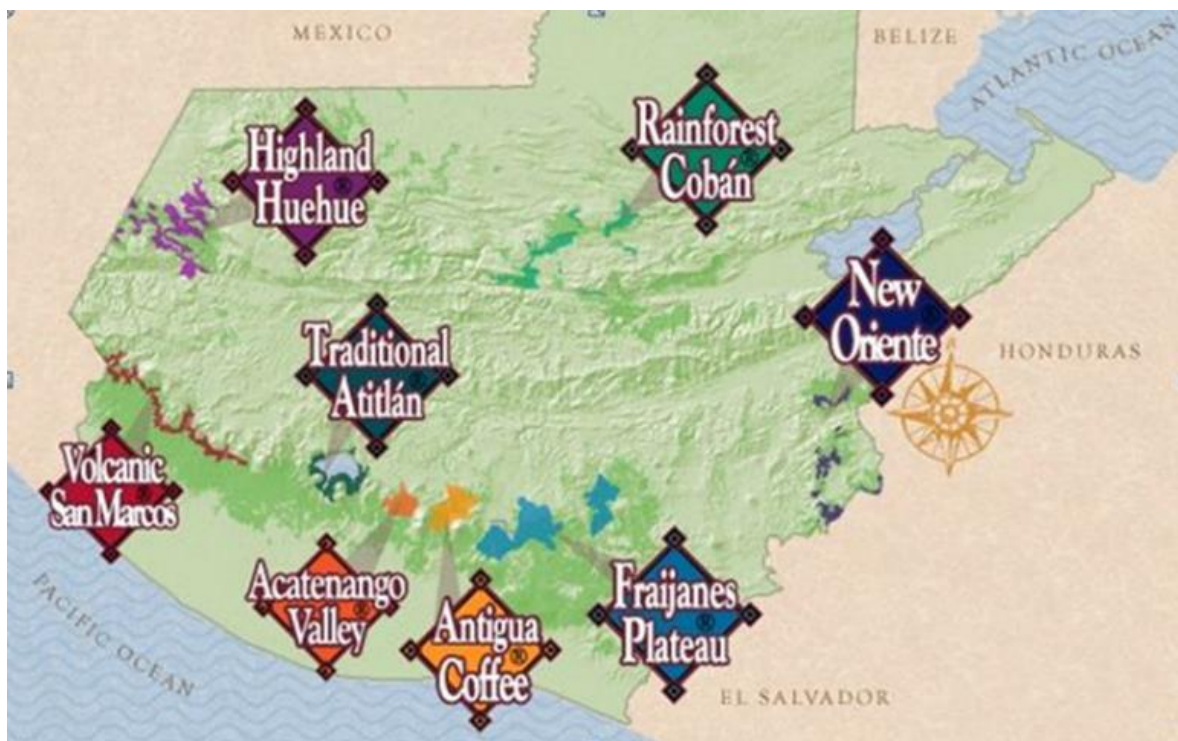 MEXICO
BELIZE
ATLANTIC OCEAN
Highland
Huehue®
Rainforest
Cobán®
New
Oriente®
HONDURAS
Traditional
Atitlán®
Volcanic
San Marcos®
Acatenango
Valley®
Antigua
Coffee®
Fraijanes
Plateau®
PACIFIC OCEAN
EL SALVADOR